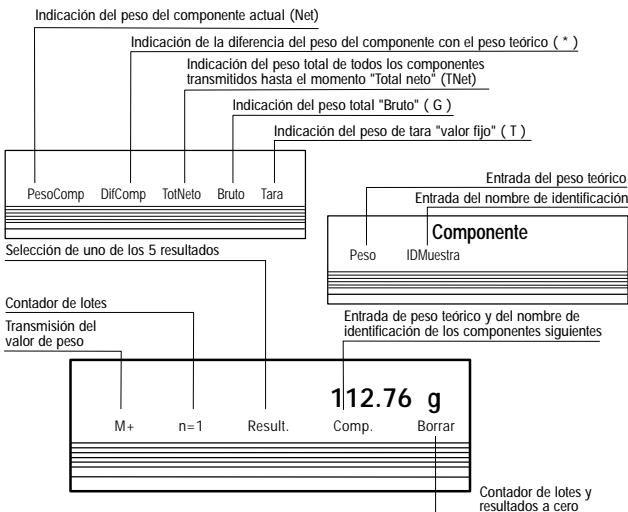 Indicación del peso del componente actual (Net)
Indicación de la diferencia del peso del componente con el peso teórico ( * )
Indicación del peso total de todos los componentes
transmitidos hasta el momento "Total neto" (TNet)
Indicación del peso total "Bruto" ( G )
Indicación del peso de tara "valor fijo" ( T )
PesoComp DifComp TotNeto Bruto Tara
Entrada del peso teórico
Entrada del nombre de identificación
Componente
Peso IDMuestra
Selección de uno de los 5 resultados
Contador de lotes
Transmisión del
valor de peso
Entrada de peso teórico y del nombre de
identificación de los componentes siguientes
112.76 g
M+ n=1 Result. Comp. Borrar
Contador de lotes y
resultados a cero